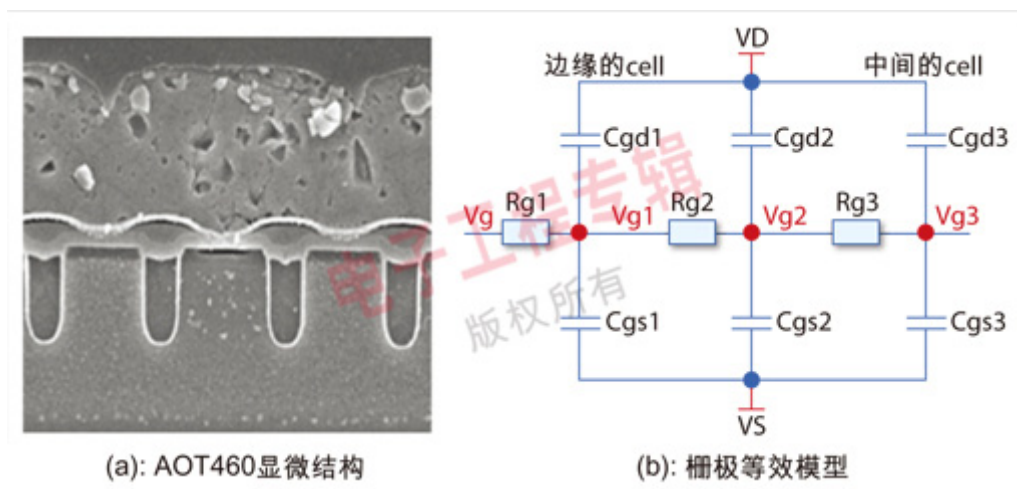 VD
边缘的cell
中间的cell
Cgd1
Cgd2
Cgd3
Vg
Rg1
Vg1
Rg2
Vg2
Rg3
Vg3
Cgs1
Cgs2
Cgs3
VS
电子工程专辑
版权所有
(a): AOT460显微结构
(b): 栅极等效模型